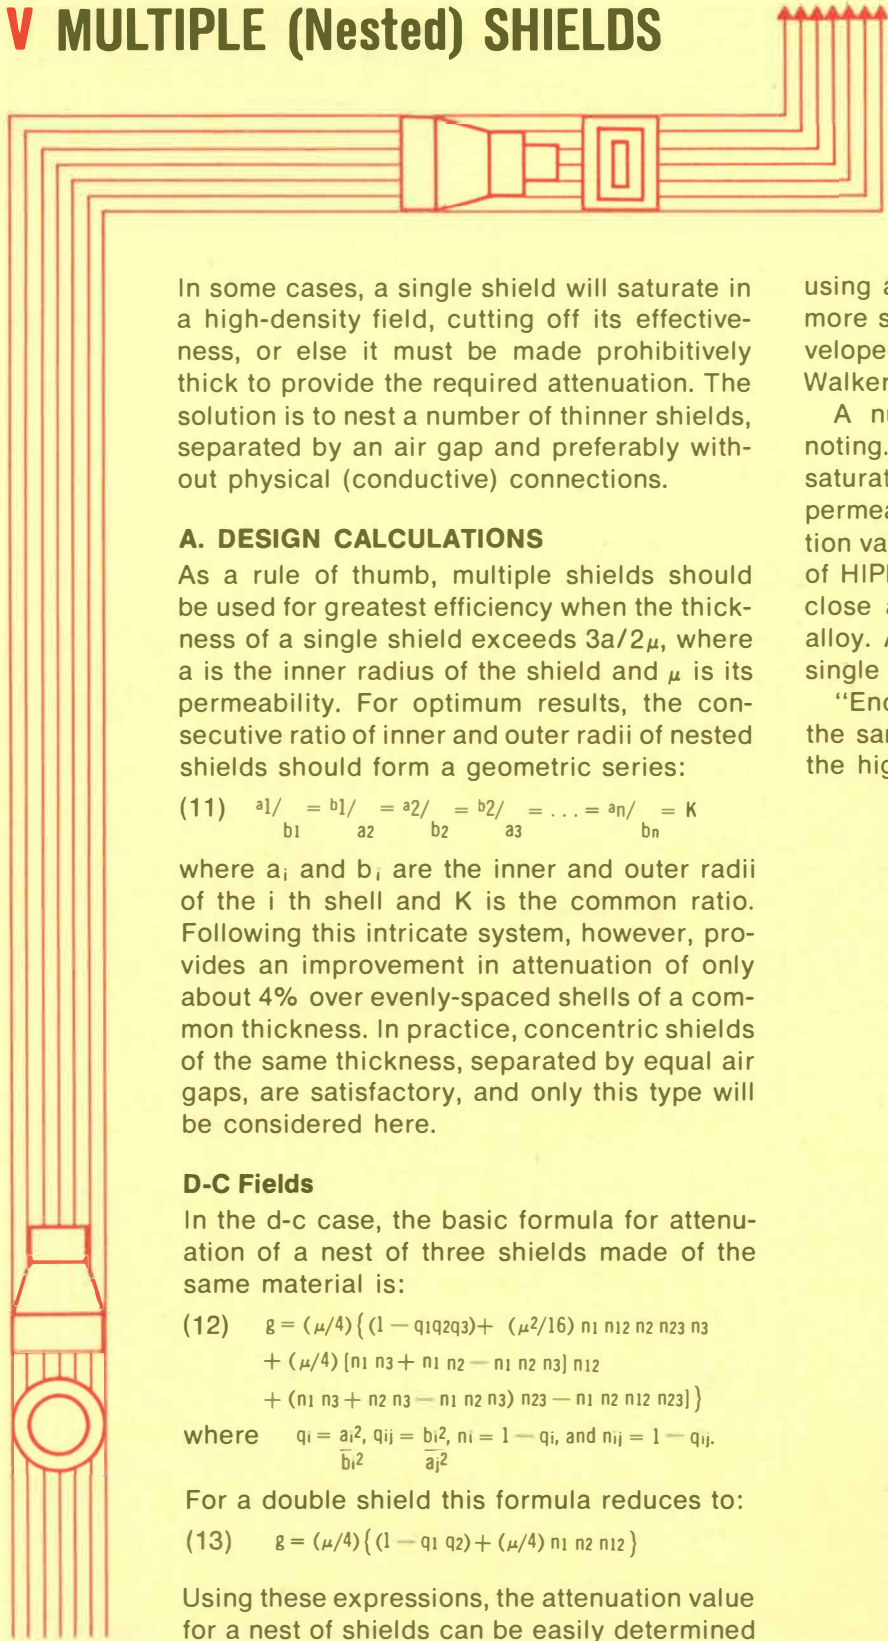 V MULTIPLE (Nested) SHIELDS
In some cases, a single shield will saturate in
a high-density field, cutting off its effective-
ness, or else it must be made prohibitively
thick to provide the required attenuation. The
solution is to nest a number of thinner shields,
separated by an air gap and preferably with-
out physical (conductive) connections.
A. DESIGN CALCULATIONS
As a rule of thumb, multiple shields should
be used for greatest efficiency when the thick-
ness of a single shield exceeds 3a/2μ, where
a is the inner radius of the shield and μ is its
permeability. For optimum results, the con-
secutive ratio of inner and outer radii of nested
shields should form a geometric series:
(11) a1/b1 = b1/a2 = a2/b2 = b2/a3 = . . . = an/bn = K
where ai and bi are the inner and outer radii
of the i th shell and K is the common ratio.
Following this intricate system, however, pro-
vides an improvement in attenuation of only
about 4% over evenly-spaced shells of a com-
mon thickness. In practice, concentric shields
of the same thickness, separated by equal air
gaps, are satisfactory, and only this type will
be considered here.
D-C Fields
In the d-c case, the basic formula for attenu-
ation of a nest of three shields made of the
same material is:
(12) g = (μ/4) { (1 — q1q2q3)+ (μ2/16) n1 n12 n2 n23 n3
+ (μ/4) [n1 n3 + n1 n2 — n1 n2 n3] n12
+ (n1 n3 + n2 n3 — n1 n2 n3) n23 — n1 n2 n12 n23] }
where qi = ai2, qij = bi2, ni = 1 — qi, and nij = 1 — qij.
bi2 aj2
For a double shield this formula reduces to:
(13) g = (μ/4) { (1 — q1 q2) + (μ/4) n1 n2 n12 }
Using these expressions, the attenuation value
for a nest of shields can be easily determined
using a
more s
velope
Walker
A nu
noting.
saturat
permea
tion va
of HIPE
close a
alloy. A
single
"Enc
the sam
the hig